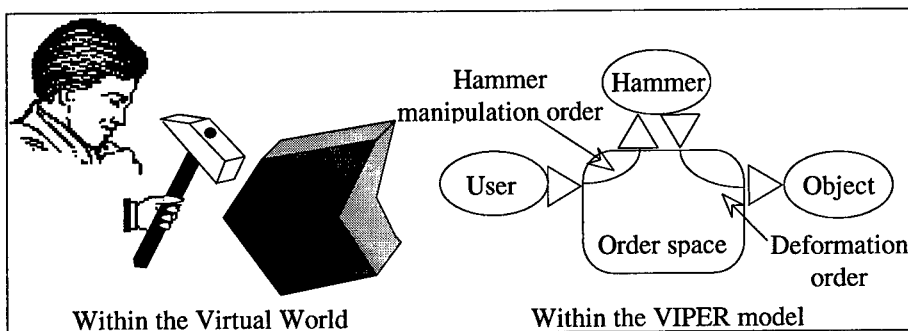 Hammer
manipulation order
Hammer
User
Object
Order space
Deformation
order
Within the Virtual World
Within the VIPER model